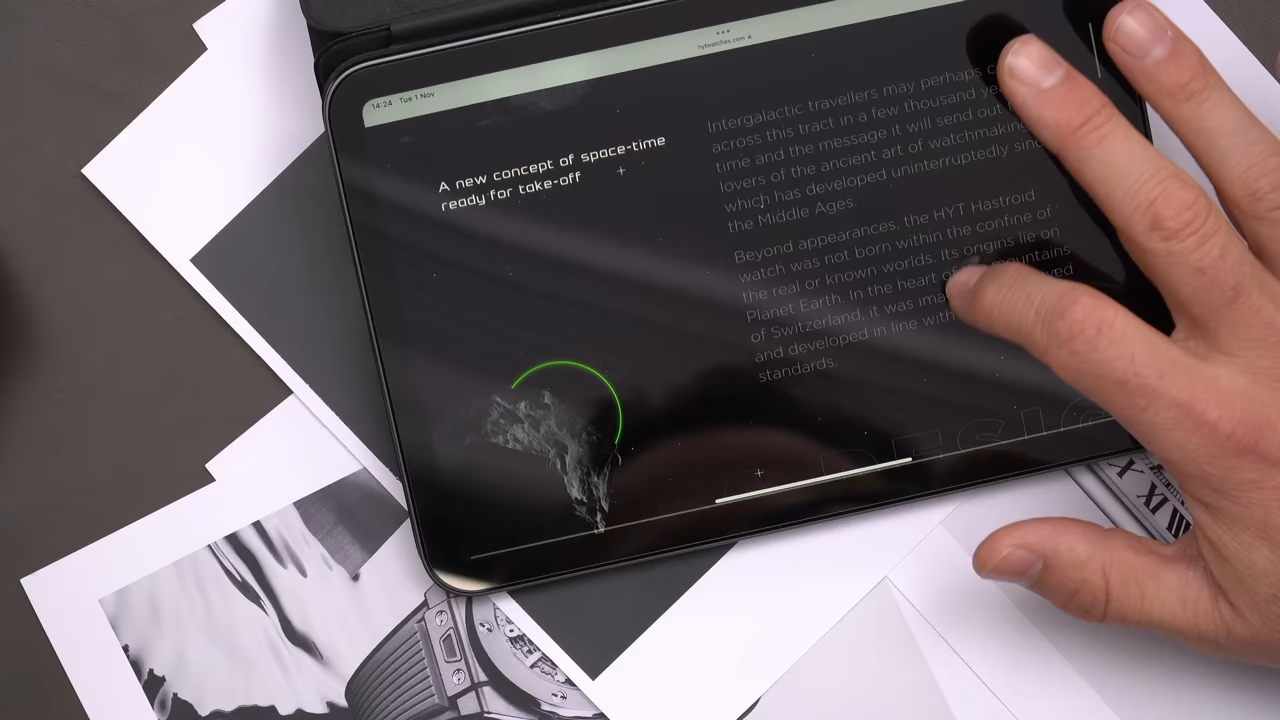 14:24 Tue 1 Nov
hytwatches.com
A new concept of space-time
ready for take-off
Intergalactic travellers may perhaps
across this tract in a few fhousand
time and the message it will send out
lovers of the ancient art of watchmaking
which has developed uninterruptedly
the Middle Ages.
Beyond appearances, the HYT Hastroid
watch was not born within the confine of
the real or known worlds. Its origins lie on
Planet Earth. In the heart
of Switzerland, it was
and developed in line with
standards.
X
XI